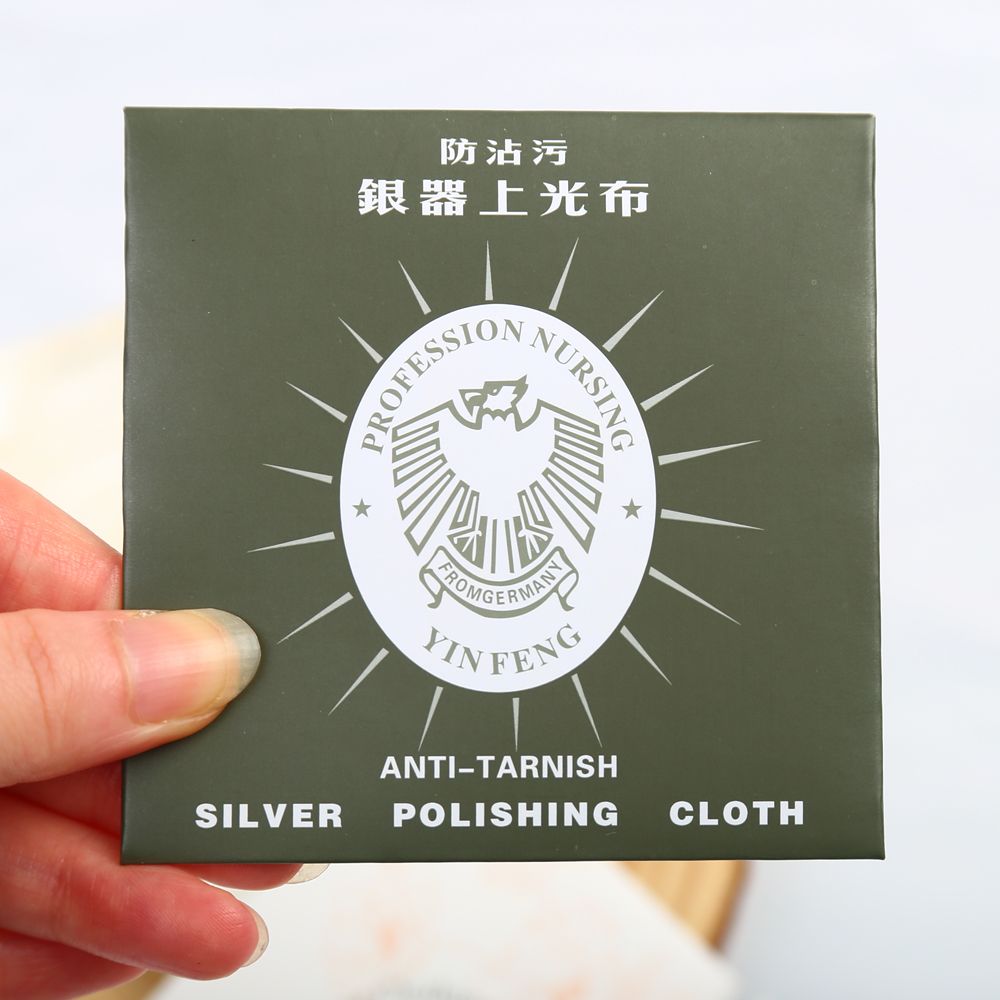 防沾污
銀器上光布
PROFESSION NURSING
FROMGERMANY
YIN FENG
ANTI-TARNISH
SILVER POLISHING CLOTH